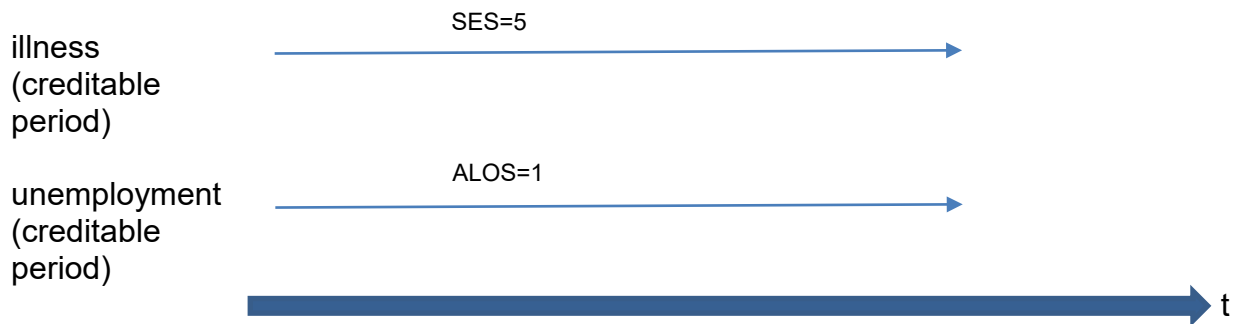 SES=5
illness
(creditable
period)
ALOS=1
unemployment
(creditable
period)
t